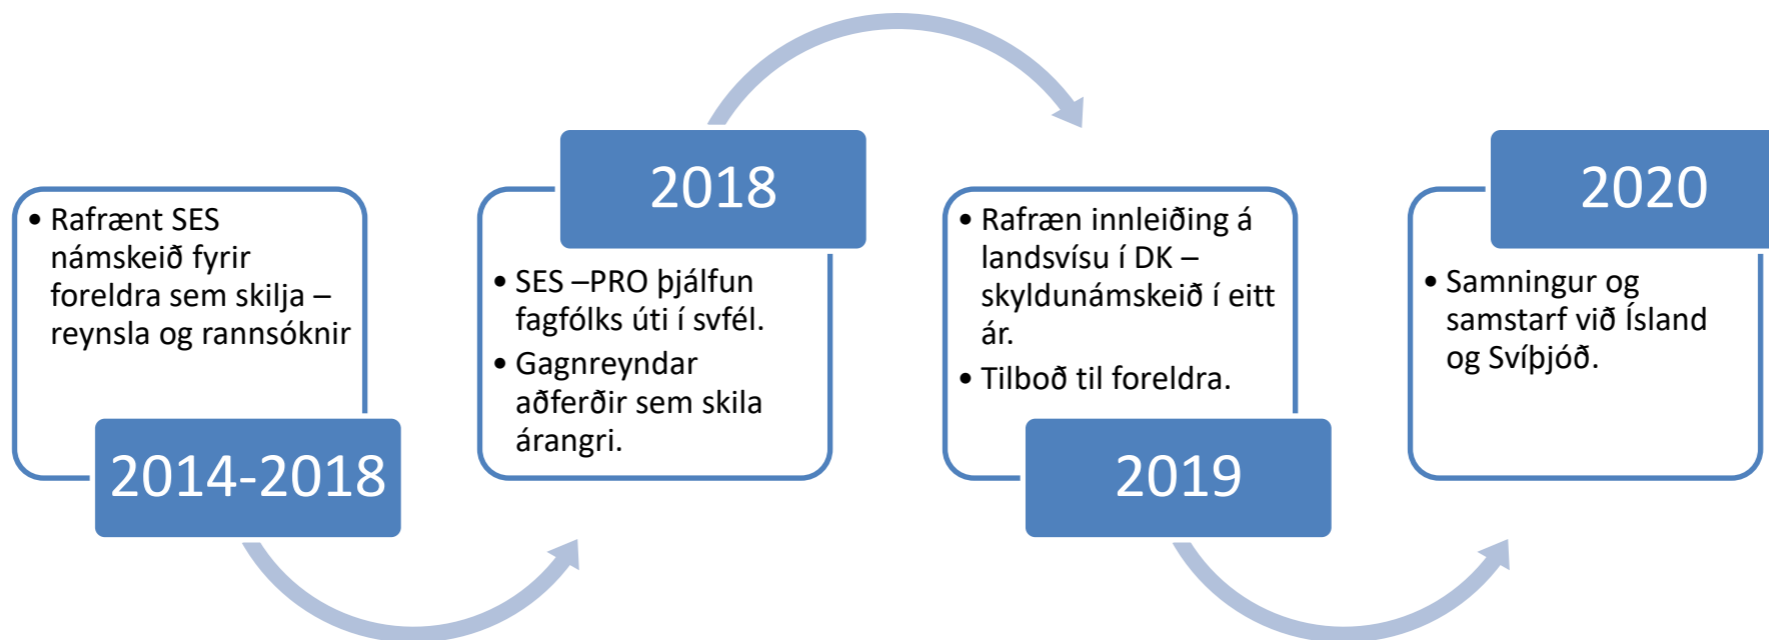 • Rafrænt SES
námskeið fyrir
foreldra sem skilja –
reynsla og rannsóknir
2014-2018
2018
• SES –PRO þjálfun
fagfólks úti í svfél.
• Gagnreyndar
aðferðir sem skila
árangri.
• Rafræn innleiðing á
landsvísu í DK –
skyldunámskeið í eitt
ár.
• Tilboð til foreldra.
2019
2020
• Samningur og
samstarf við Ísland
og Svíþjóð.